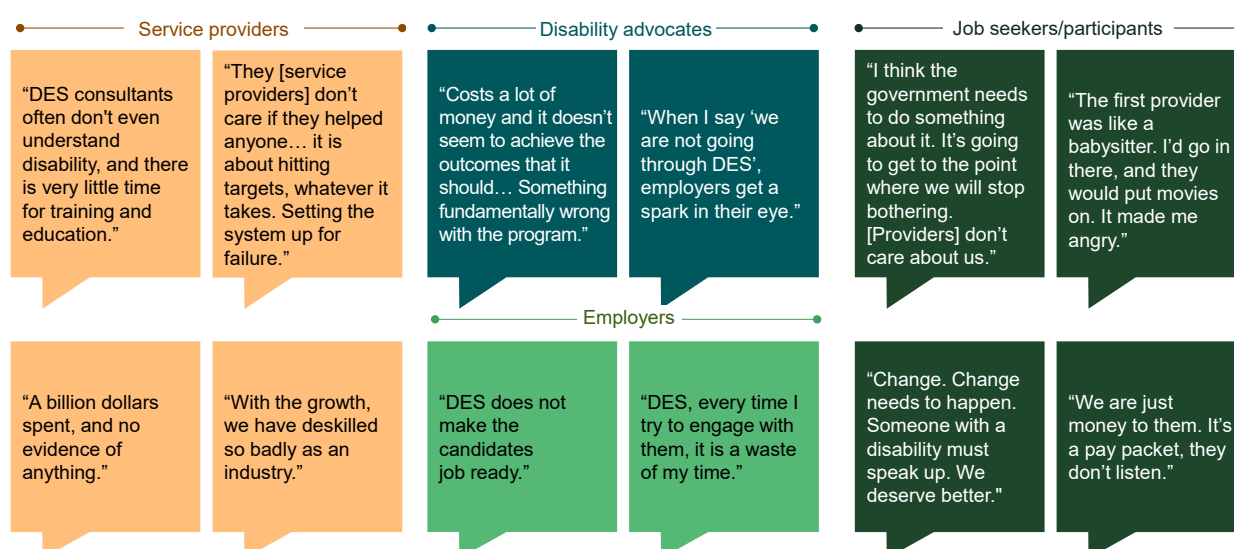 Service providers
“DES consultants
often don't even
understand
disability, and there
is very little time
for training and
education.”
“They [service
providers] don’t
care if they helped
anyone… it is
about hitting
targets, whatever it
takes. Setting the
system up for
failure.”
“A billion dollars
spent, and no
evidence of
anything.”
“With the growth,
we have deskilled
so badly as an
industry.”
Disability advocates
“Costs a lot of
money and it doesn’t
seem to achieve the
outcomes that it
should… Something
fundamentally wrong
with the program.”
“When I say ‘we
are not going
through DES’,
employers get a
spark in their eye.”
Employers
“DES does not
make the
candidates
job ready.”
“DES, every time I
try to engage with
them, it is a waste
of my time.”
Job seekers/participants
“I think the
government needs
to do something
about it. It’s going
to get to the point
where we will stop
bothering.
[Providers] don’t
care about us.”
“The first provider
was like a
babysitter. I’d go in
there, and they
would put movies
on. It made me
angry.”
“Change. Change
needs to happen.
Someone with a
disability must
speak up. We
deserve better."
“We are just
money to them. It’s
a pay packet, they
don’t listen.”